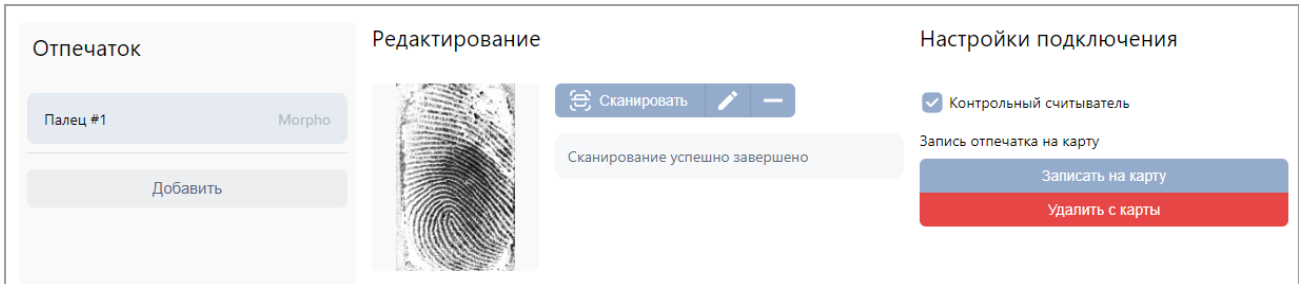 Отпечаток
Палец #1 Morpho
Добавить
Редактирование
Сканировать
Сканирование успешно завершено
Настройки подключения
Контрольный считыватель
Запись отпечатка на карту
Записать на карту
Удалить с карты